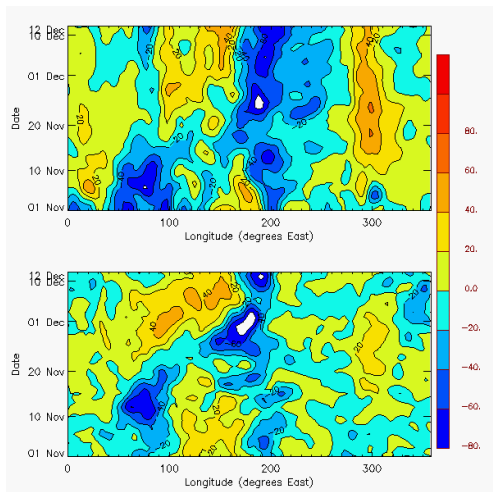 12 Dec
10 Dec
01 Dec
20 Nov
10 Nov
01 Nov
Date
0 100 200 300
Longitude (degrees East)
12 Dec
10 Dec
01 Dec
20 Nov
10 Nov
01 Nov
Date
0 100 200 300
Longitude (degrees East)
80.
60.
40.
20.
0.0
-20.
-40.
-60.
-80.